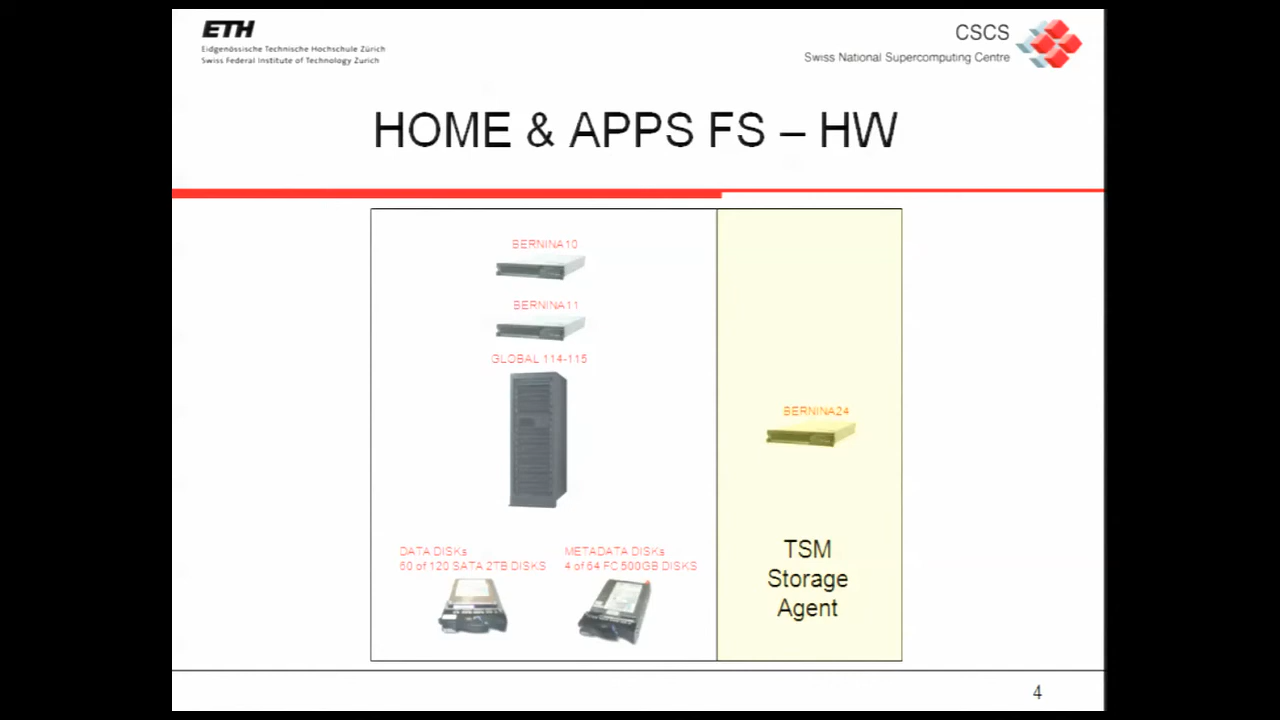 ETH
Eidgenössische Technische Hochschule Zürich
Swiss Federal Institute of Technology Zurich
CSCS
Swiss National Supercomputing Centre
HOME & APPS FS – HW
BERNINA10
BERNINA11
GLOBAL 114-115
DATA DISKs
60 of 120 SATA 2TB DISKS
METADATA DISKs
4 of 64 FC 500GB DISKS
BERNINA24
TSM
Storage
Agent
4